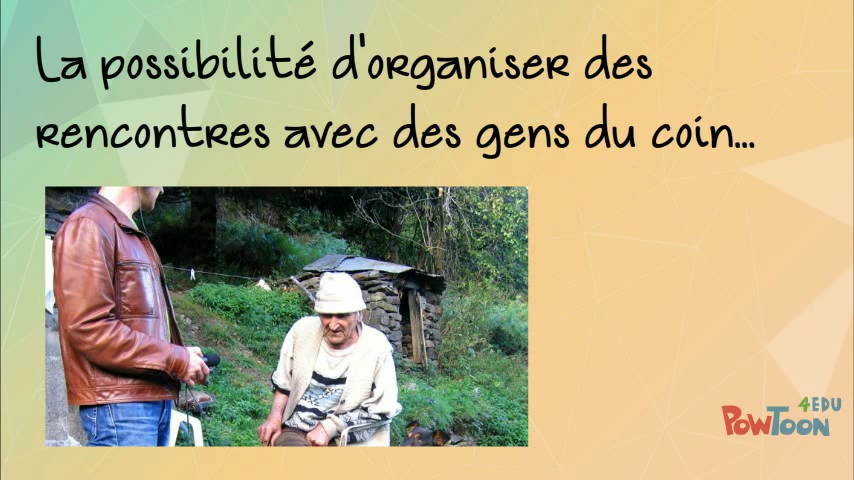 La possibilité d'organiser des
rencontres avec des gens du coin...
4EDU
POWTOON